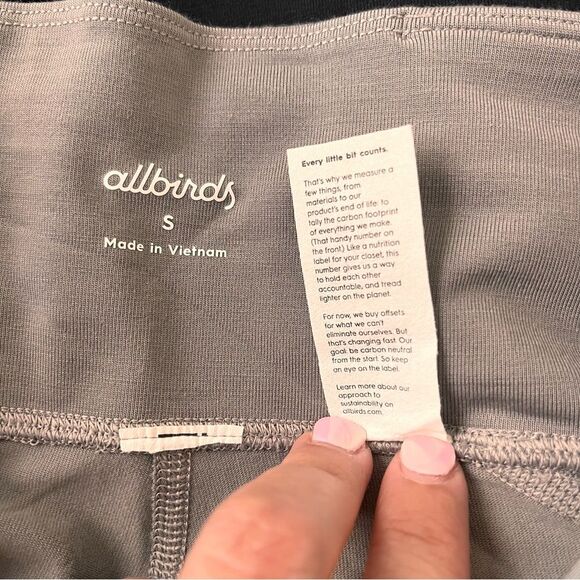 allbirds
S
Made in Vietnam
Every little bit counts.
That's why we measure a
few things, from
materials to our
product's end of life: to
tally the carbon footprint
of everything we make.
(That handy number on
the front.) Like a nutrition
label for your closet, this
number gives us a way
to hold each other
accountable, and tread
lighter on the planet.
For now, we buy offsets
for what we can't
eliminate ourselves. But
that's changing fast. Our
goal: be carbon neutral
from the start. So keep
an eye on the label.
Learn more about our
approach to
sustainability on
allbirds.com.